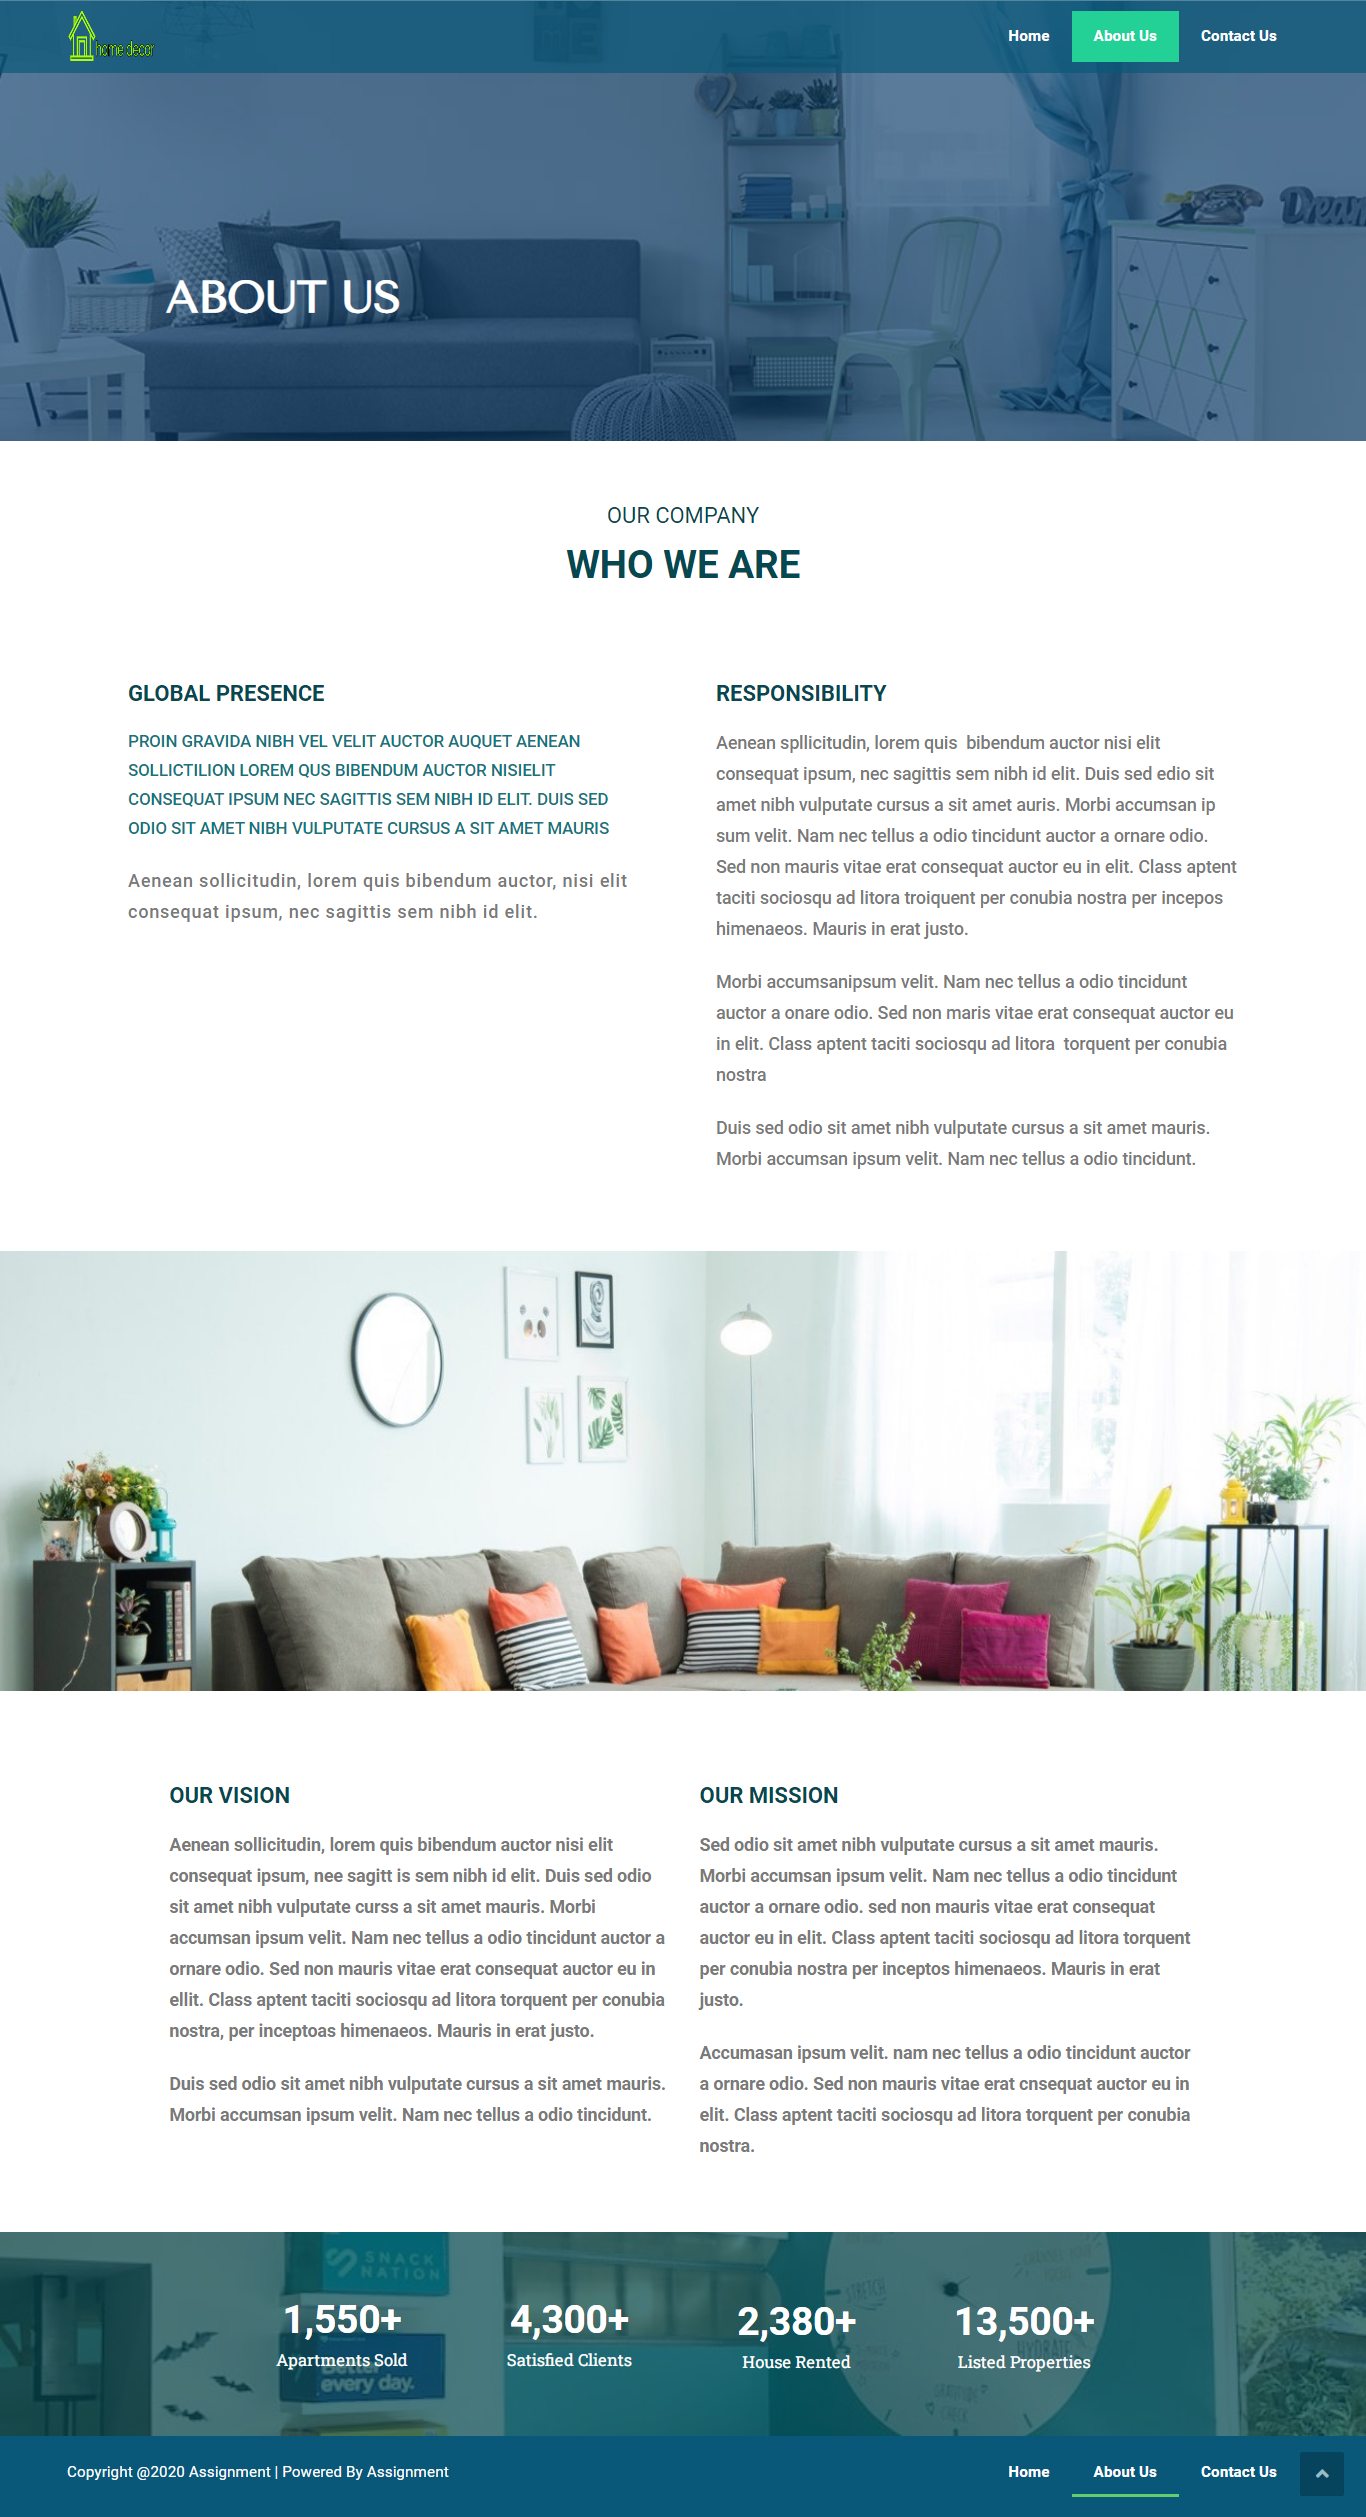 home decor
Home
About Us
Contact Us
Dream
ABOUT US
OUR COMPANY
WHO WE ARE
GLOBAL PRESENCE
PROIN GRAVIDA NIBH VEL VELIT AUCTOR AUQUET AENEAN
SOLLICTILION LOREM QUS BIBENDUM AUCTOR NISIELIT
CONSEQUAT IPSUM NEC SAGITTIS SEM NIBH ID ELIT. DUIS SED
ODIO SIT AMET NIBH VULPUTATE CURSUS A SIT AMET MAURIS
Aenean sollicitudin, lorem quis bibendum auctor, nisi elit
consequat ipsum, nec sagittis sem nibh id elit.
RESPONSIBILITY
Aenean spllicitudin, lorem quis  bibendum auctor nisi elit
consequat ipsum, nec sagittis sem nibh id elit. Duis sed edio sit
amet nibh vulputate cursus a sit amet auris. Morbi accumsan ip
sum velit. Nam nec tellus a odio tincidunt auctor a ornare odio.
Sed non mauris vitae erat consequat auctor eu in elit. Class aptent
taciti sociosqu ad litora troiquent per conubia nostra per incepos
himenaeos. Mauris in erat justo.
Morbi accumsanipsum velit. Nam nec tellus a odio tincidunt
auctor a onare odio. Sed non maris vitae erat consequat auctor eu
in elit. Class aptent taciti sociosqu ad litora  torquent per conubia
nostra
Duis sed odio sit amet nibh vulputate cursus a sit amet mauris.
Morbi accumsan ipsum velit. Nam nec tellus a odio tincidunt.
OUR VISION
Aenean sollicitudin, lorem quis bibendum auctor nisi elit
consequat ipsum, nee sagitt is sem nibh id elit. Duis sed odio
sit amet nibh vulputate curss a sit amet mauris. Morbi
accumsan ipsum velit. Nam nec tellus a odio tincidunt auctor a
ornare odio. Sed non mauris vitae erat consequat auctor eu in
ellit. Class aptent taciti sociosqu ad litora torquent per conubia
nostra, per inceptoas himenaeos. Mauris in erat justo.
Duis sed odio sit amet nibh vulputate cursus a sit amet mauris.
Morbi accumsan ipsum velit. Nam nec tellus a odio tincidunt.
OUR MISSION
Sed odio sit amet nibh vulputate cursus a sit amet mauris.
Morbi accumsan ipsum velit. Nam nec tellus a odio tincidunt
auctor a ornare odio. sed non mauris vitae erat consequat
auctor eu in elit. Class aptent taciti sociosqu ad litora torquent
per conubia nostra per inceptos himenaeos. Mauris in erat
justo.
Accumasan ipsum velit. nam nec tellus a odio tincidunt auctor
a ornare odio. Sed non mauris vitae erat cnsequat auctor eu in
elit. Class aptent taciti sociosqu ad litora torquent per conubia
nostra.
SNACK
NATION
Better
every day.
STRETCH
HYDRATE
GRATITUDE
CHECK
1,550+
Apartments Sold
4,300+
Satisfied Clients
2,380+
House Rented
13,500+
Listed Properties
Copyright @2020 Assignment | Powered By Assignment
Home
About Us
Contact Us